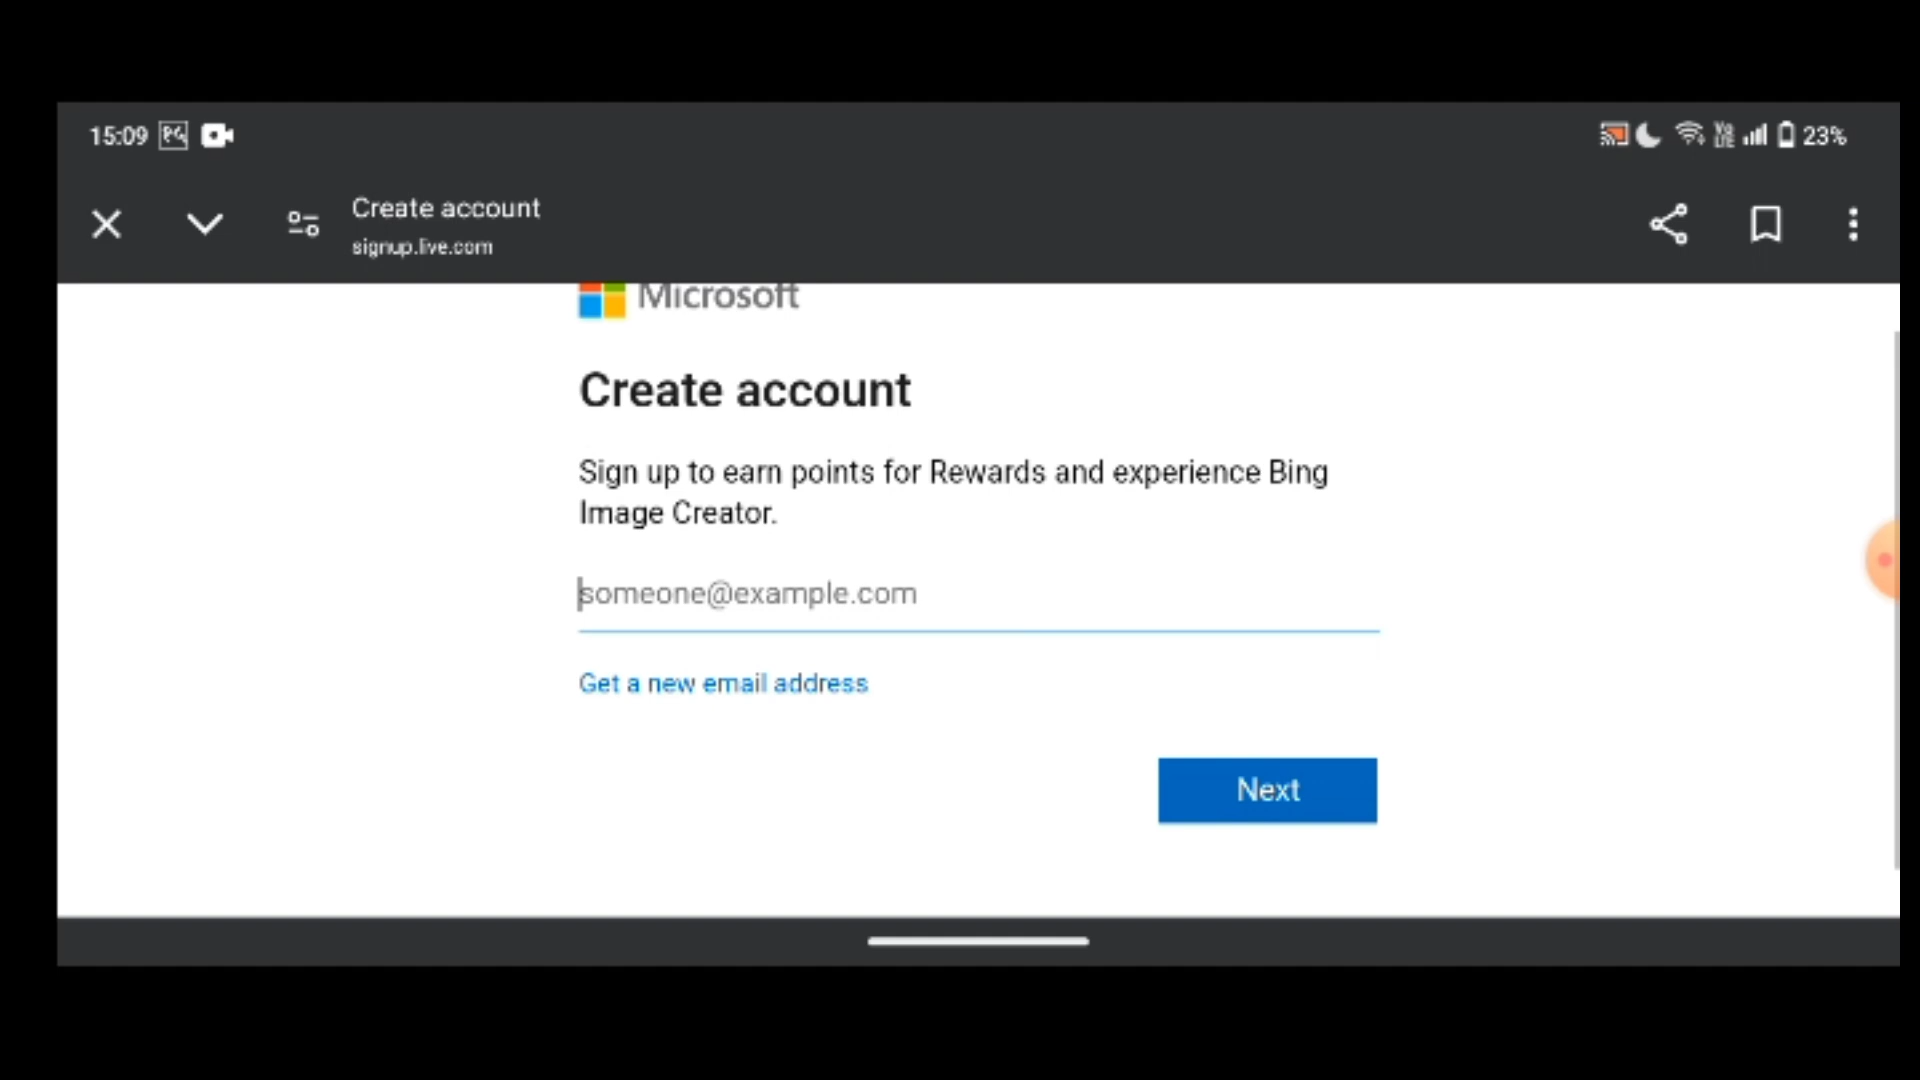 15:09
23%
Create account
signup.live.com
Microsoft
Create account
Sign up to earn points for Rewards and experience Bing
Image Creator.
someone@example.com
Get a new email address
Next